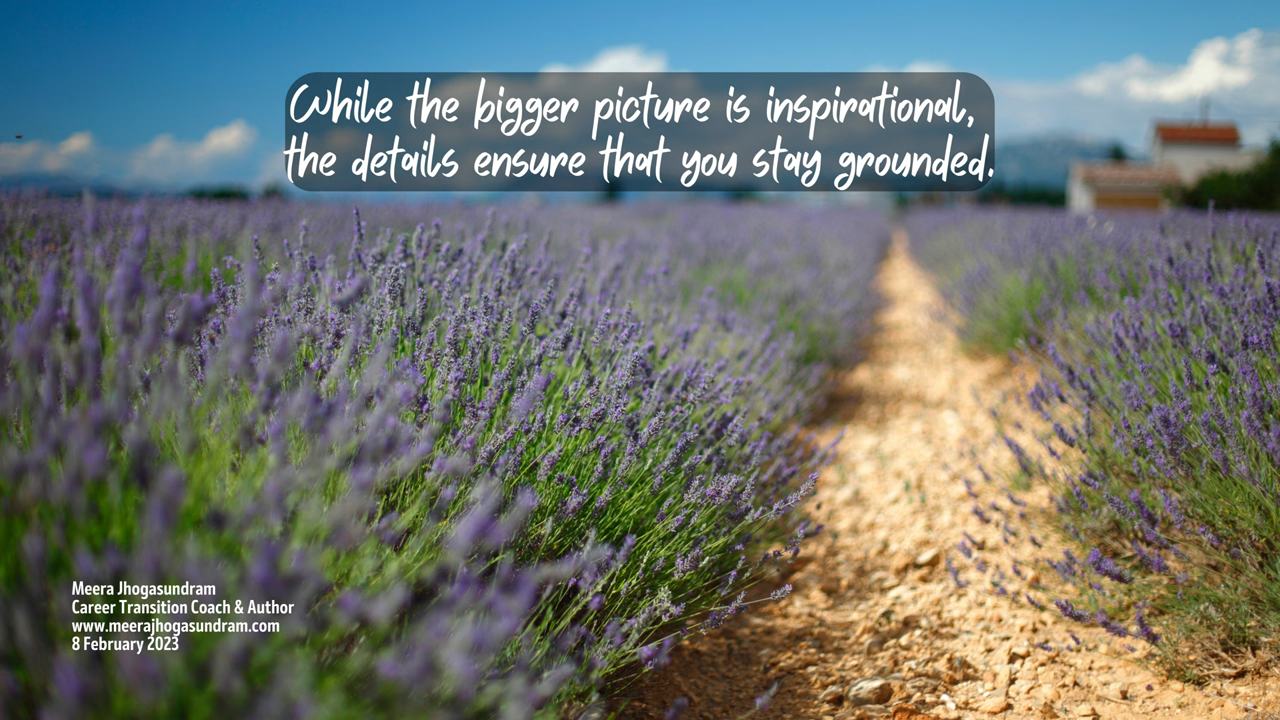 While the bigger picture is inspirational,
the details ensure that you stay grounded.
Meera Jhogasundram
Career Transition Coach & Author
www.meerajhogasundram.com
8 February 2023